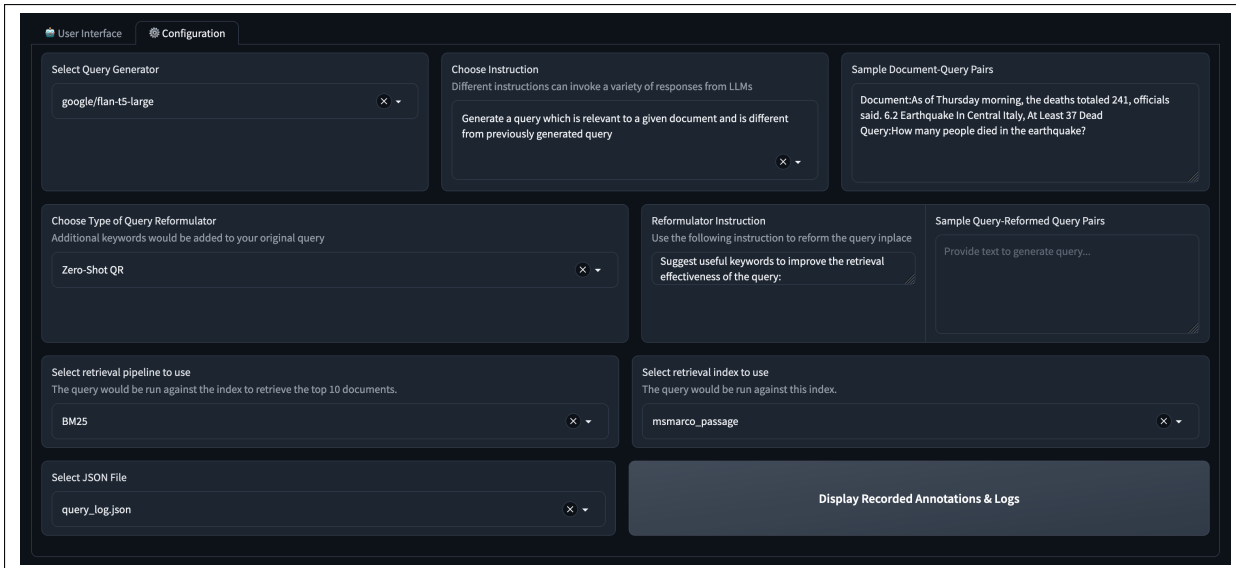 User Interface
Configuration
Select Query Generator
google/flan-t5-large
Choose Instruction
Different instructions can invoke a variety of responses from LLMs
Generate a query which is relevant to a given document and is different
from previously generated query
Sample Document-Query Pairs
Document:As of Thursday morning, the deaths totaled 241, officials
said. 6.2 Earthquake In Central Italy, At Least 37 Dead
Query:How many people died in the earthquake?
Choose Type of Query Reformulator
Additional keywords would be added to your original query
Zero-Shot QR
Reformulator Instruction
Use the following instruction to reform the query inplace
Suggest useful keywords to improve the retrieval
effectiveness of the query:
Sample Query-Reformed Query Pairs
Provide text to generate query...
Select retrieval pipeline to use
The query would be run against the index to retrieve the top 10 documents.
BM25
Select retrieval index to use
The query would be run against this index.
msmarco_passage
Select JSON File
query_log.json
Display Recorded Annotations & Logs